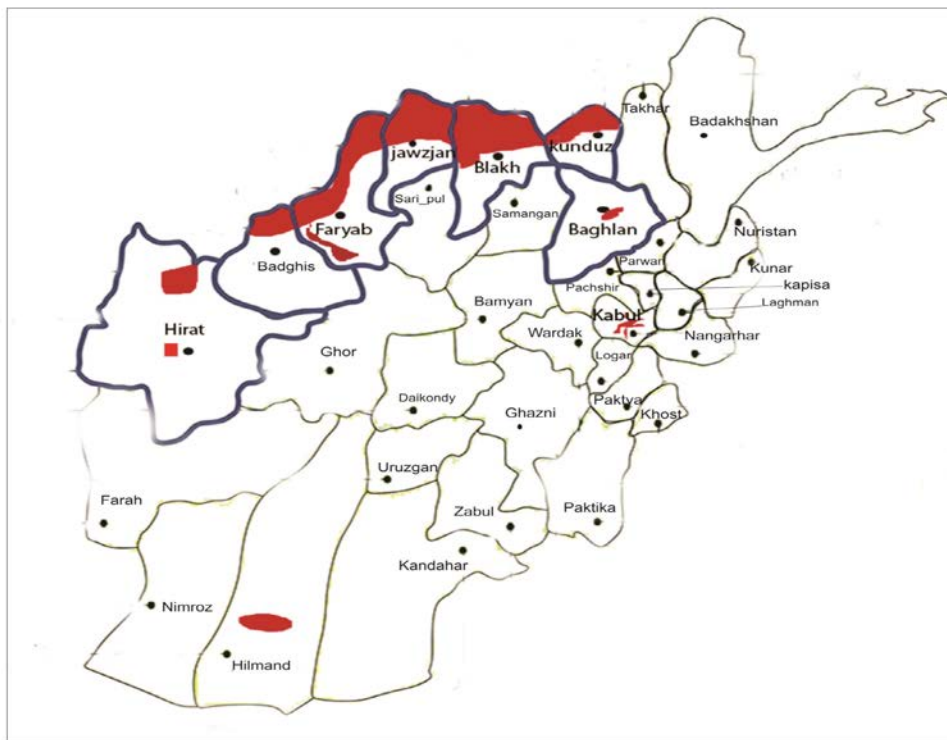 Takhar
Badakhshan
kunduz
jawzjan
Blakh
Sari_pul
Samangan
Faryab
Baghlan
Nuristan
Badghis
Parwan
Kunar
Pachshir
kapisa
Laghman
Bamyan
Kabul
Hirat
Wardak
Nangarhar
Ghor
Logar
Daikondy
Paktya
Khost
Ghazni
Uruzgan
Farah
Zabul
Paktika
Kandahar
Nimroz
Hilmand